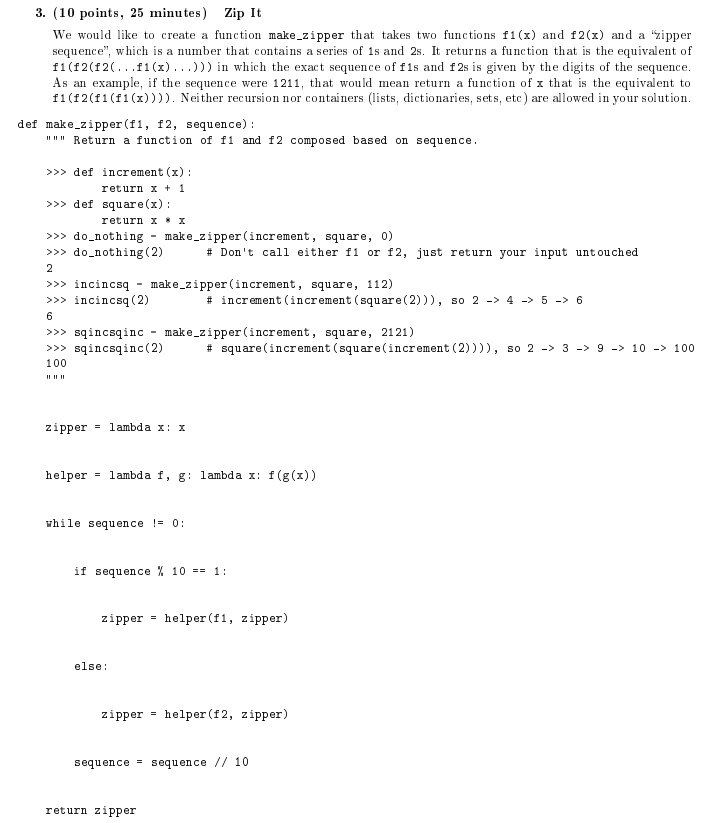 3. (10 points, 25 minutes) Zip It
We would like to create a function make_zipper that takes two functions f1(x) and f2(x) and a “zipper
sequence”, which is a number that contains a series of 1s and 2s. It returns a function that is the equivalent of
f1(f2(f2(...f1(x)...))) in which the exact sequence of f1s and f2s is given by the digits of the sequence.
As an example, if the sequence were 1211, that would mean return a function of x that is the equivalent to
f1(f2(f1(f1(x)))). Neither recursion nor containers (lists, dictionaries, sets, etc) are allowed in your solution.
def make_zipper(f1, f2, sequence):
    """ Return a function of f1 and f2 composed based on sequence.
    >>> def increment(x):
            return x + 1
    >>> def square(x):
            return x * x
    >>> do_nothing = make_zipper(increment, square, 0)
    >>> do_nothing(2)      # Don't call either f1 or f2, just return your input untouched
    2
    >>> incincsq = make_zipper(increment, square, 112)
    >>> incincsq(2)        # increment(increment(square(2))), so 2 -> 4 -> 5 -> 6
    6
    >>> sqincsqinc = make_zipper(increment, square, 2121)
    >>> sqincsqinc(2)      # square(increment(square(increment(2)))), so 2 -> 3 -> 9 -> 10 -> 100
    100
    """
    zipper = lambda x: x
    helper = lambda f, g: lambda x: f(g(x))
    while sequence != 0:
        if sequence % 10 == 1:
            zipper = helper(f1, zipper)
        else:
            zipper = helper(f2, zipper)
        sequence = sequence // 10
    return zipper